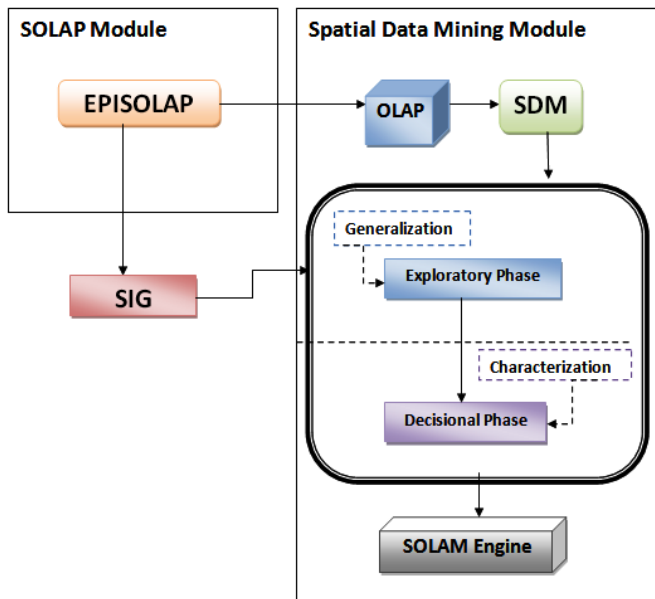 SOLAP Module
Spatial Data Mining Module
EPISOLAP
OLAP
SDM
Generalization
Exploratory Phase
SIG
Characterization
Decisional Phase
SOLAM Engine